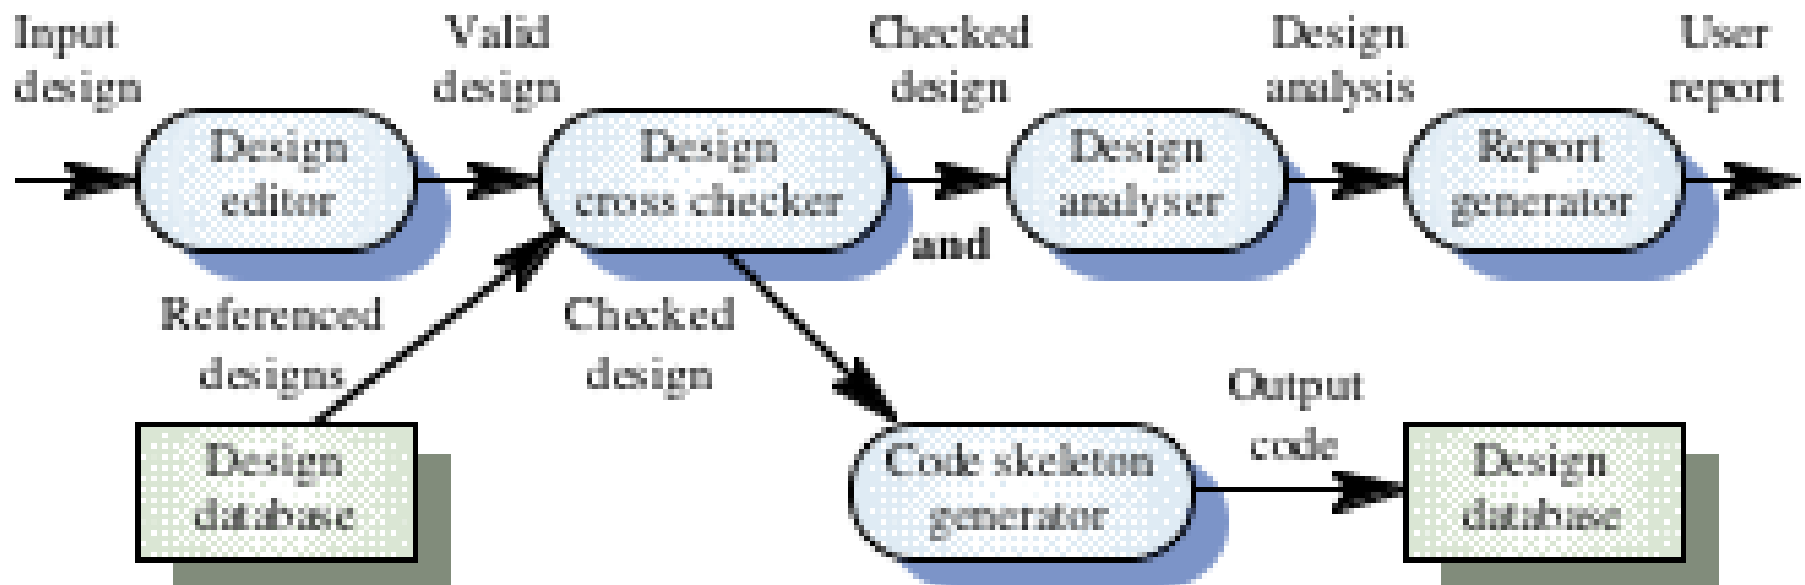 Input
design
Valid
design
Checked
design
Design
analysis
User
report
Design
editor
Design
cross checker
Design
analyser
Report
generator
and
Referenced
designs
Checked
design
Output
code
Design
database
Code skeleton
generator
Design
database